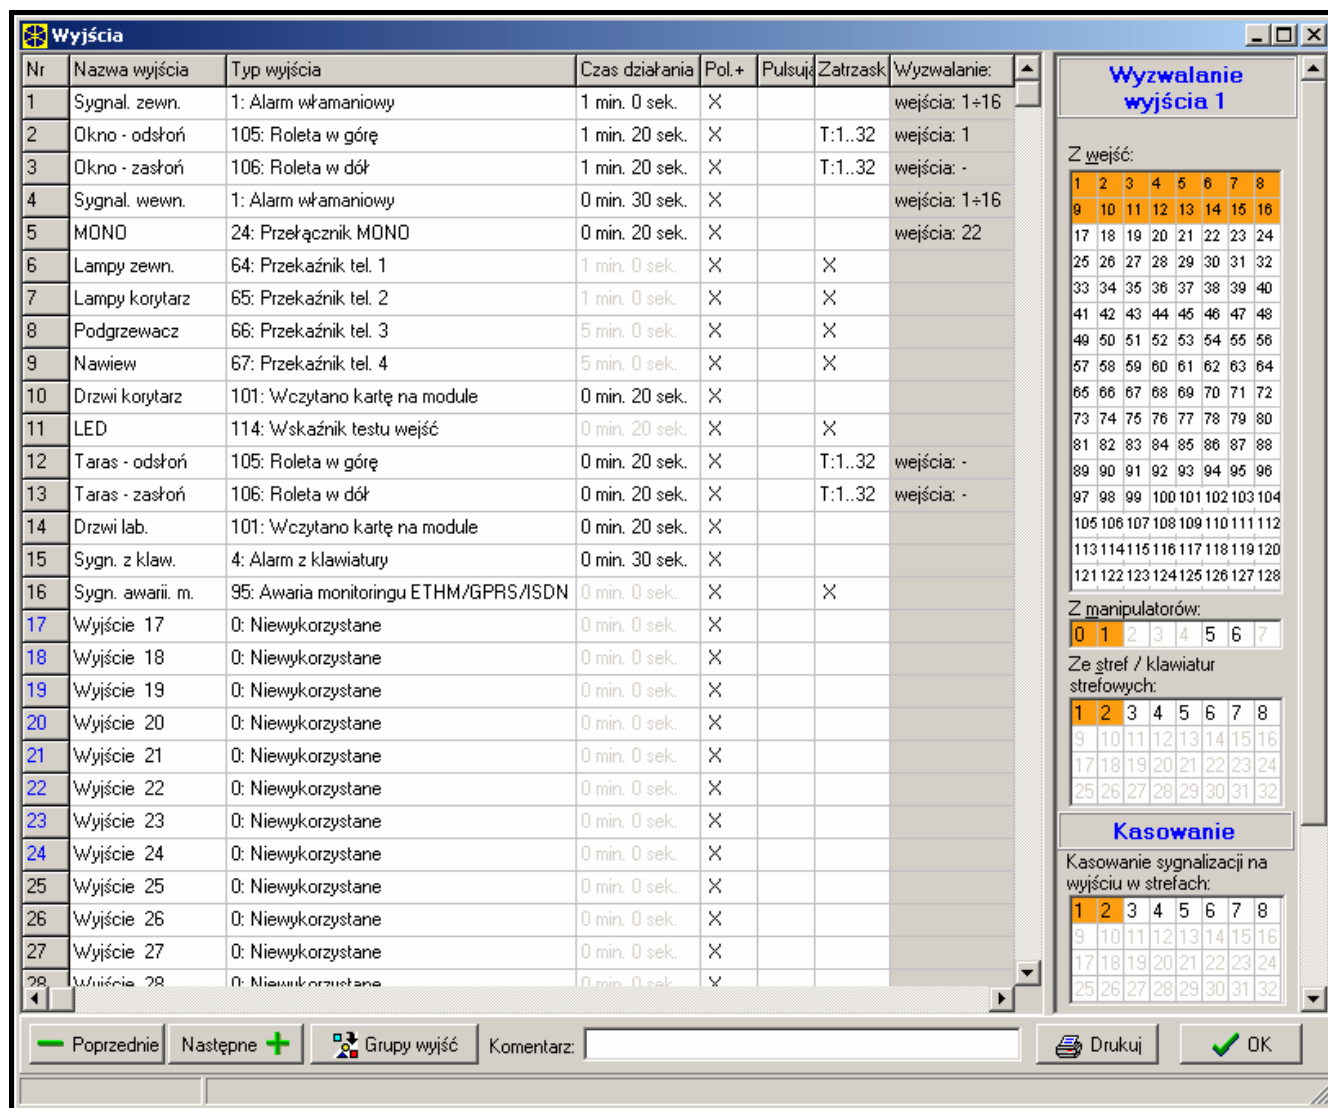 Wyjścia
Nr Nazwa wyjścia Typ wyjścia Czas działania Pol.+ Pulsują Zatrzask Wyzwalanie:
1 Sygnal. zewn. 1: Alarm włamaniowy 1 min. 0 sek. X wejścia: 1÷16
2 Okno - odsłoń 105: Roleta w górę 1 min. 20 sek. X T:1..32 wejścia: 1
3 Okno - zasłoń 106: Roleta w dół 1 min. 20 sek. X T:1..32 wejścia: -
4 Sygnal. wewn. 1: Alarm włamaniowy 0 min. 30 sek. X wejścia: 1÷16
5 MONO 24: Przełącznik MONO 0 min. 20 sek. X wejścia: 22
6 Lampy zewn. 64: Przekaźnik tel. 1 1 min. 0 sek. X X
7 Lampy korytarz 65: Przekaźnik tel. 2 1 min. 0 sek. X X
8 Podgrzewacz 66: Przekaźnik tel. 3 5 min. 0 sek. X X
9 Nawiew 67: Przekaźnik tel. 4 5 min. 0 sek. X X
10 Drzwi korytarz 101: Wczytano kartę na module 0 min. 20 sek. X
11 LED 114: Wskaźnik testu wejść 0 min. 20 sek. X X
12 Taras - odsłoń 105: Roleta w górę 0 min. 20 sek. X T:1..32 wejścia: -
13 Taras - zasłoń 106: Roleta w dół 0 min. 20 sek. X T:1..32 wejścia: -
14 Drzwi lab. 101: Wczytano kartę na module 0 min. 20 sek. X
15 Sygn. z klaw. 4: Alarm z klawiatury 0 min. 30 sek. X
16 Sygn. awarii. m. 95: Awaria monitoringu ETHM/GPRS/ISDN 0 min. 0 sek. X X
17 Wyjście 17 0: Niewykorzystane 0 min. 0 sek. X
18 Wyjście 18 0: Niewykorzystane 0 min. 0 sek. X
19 Wyjście 19 0: Niewykorzystane 0 min. 0 sek. X
20 Wyjście 20 0: Niewykorzystane 0 min. 0 sek. X
21 Wyjście 21 0: Niewykorzystane 0 min. 0 sek. X
22 Wyjście 22 0: Niewykorzystane 0 min. 0 sek. X
23 Wyjście 23 0: Niewykorzystane 0 min. 0 sek. X
24 Wyjście 24 0: Niewykorzystane 0 min. 0 sek. X
25 Wyjście 25 0: Niewykorzystane 0 min. 0 sek. X
26 Wyjście 26 0: Niewykorzystane 0 min. 0 sek. X
27 Wyjście 27 0: Niewykorzystane 0 min. 0 sek. X
28 Wyjście 28 0: Niewykorzystane 0 min. 0 sek. X
Wyzwalanie
wyjścia 1
Z wejść:
1 2 3 4 5 6 7 8
9 10 11 12 13 14 15 16
17 18 19 20 21 22 23 24
25 26 27 28 29 30 31 32
33 34 35 36 37 38 39 40
41 42 43 44 45 46 47 48
49 50 51 52 53 54 55 56
57 58 59 60 61 62 63 64
65 66 67 68 69 70 71 72
73 74 75 76 77 78 79 80
81 82 83 84 85 86 87 88
89 90 91 92 93 94 95 96
97 98 99 100 101 102 103 104
105 106 107 108 109 110 111 112
113 114 115 116 117 118 119 120
121 122 123 124 125 126 127 128
Z manipulatorów:
0 1 2 3 4 5 6 7
Ze stref / klawiatur
strefowych:
1 2 3 4 5 6 7 8
9 10 11 12 13 14 15 16
17 18 19 20 21 22 23 24
25 26 27 28 29 30 31 32
Kasowanie
Kasowanie sygnalizacji na
wyjściu w strefach:
1 2 3 4 5 6 7 8
9 10 11 12 13 14 15 16
17 18 19 20 21 22 23 24
25 26 27 28 29 30 31 32
Poprzednie Następne Grupy wyjść Komentarz: Drukuj OK